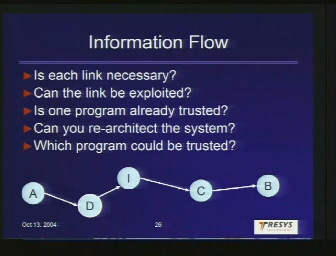 Information Flow
Is each link necessary?
Can the link be exploited?
Is one program already trusted?
Can you re-architect the system?
Which program could be trusted?
A
D
I
C
B
Oct 13, 2004
26
TRESYS